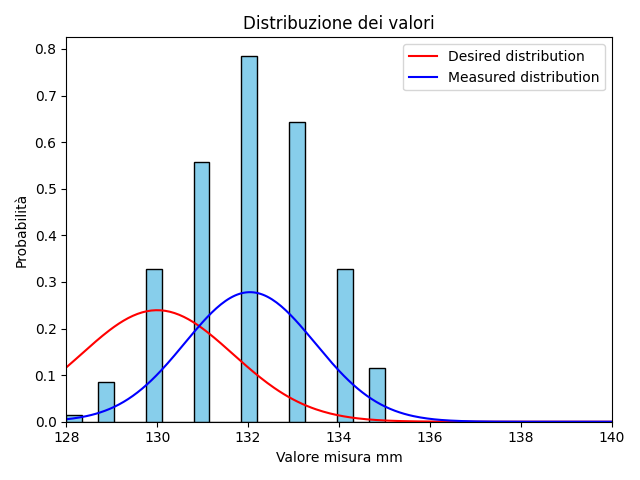 Distribuzione dei valori
Desired distribution
Measured distribution
Probabilità
0.8
0.7
0.6
0.5
0.4
0.3
0.2
0.1
0.0
128 130 132 134 136 138 140
Valore misura mm